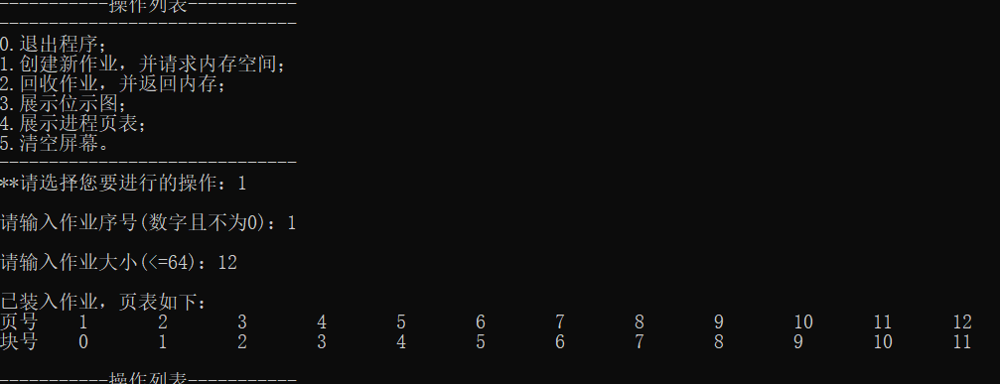 -----------操作列表-----------
------------------------------
0.退出程序;
1.创建新作业，并请求内存空间;
2.回收作业，并返回内存;
3.展示位示图;
4.展示进程页表;
5.清空屏幕。
------------------------------
**请选择您要进行的操作：1
请输入作业序号(数字且不为0)：1
请输入作业大小(<=64)：12
已装入作业，页表如下：
页号 1 2 3 4 5 6 7 8 9 10 11 12
块号 0 1 2 3 4 5 6 7 8 9 10 11
-----------操作列表-----------